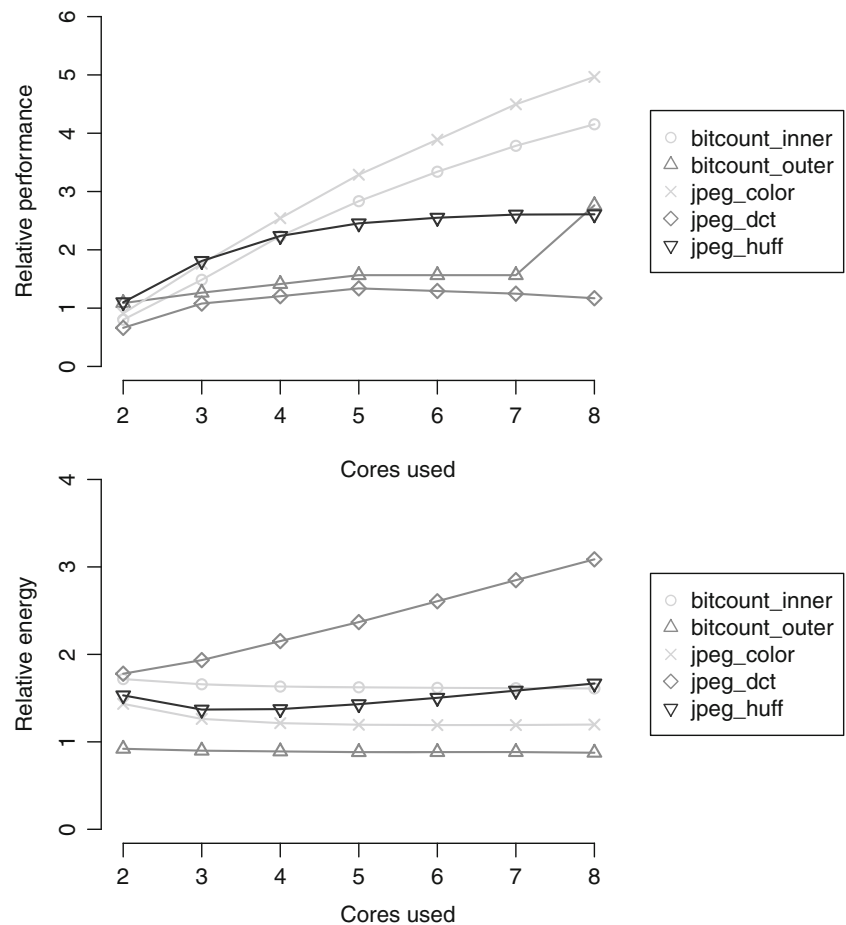 Relative performance
6
5
4
3
2
1
0
2 3 4 5 6 7 8
Cores used
bitcount_inner
bitcount_outer
jpeg_color
jpeg_dct
jpeg_huff
Relative energy
4
3
2
1
0
2 3 4 5 6 7 8
Cores used
bitcount_inner
bitcount_outer
jpeg_color
jpeg_dct
jpeg_huff